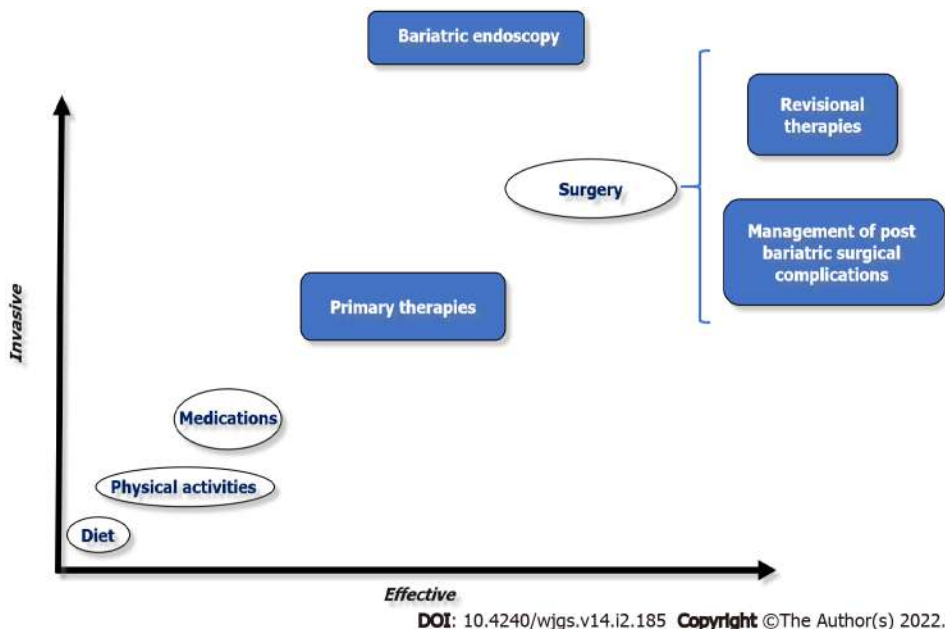 Bariatric endoscopy
Revisional
therapies
Surgery
Management of post
bariatric surgical
complications
Primary therapies
Invasive
Medications
Physical activities
Diet
Effective
DOI: 10.4240/wjgs.v14.i2.185 Copyright ©The Author(s) 2022.